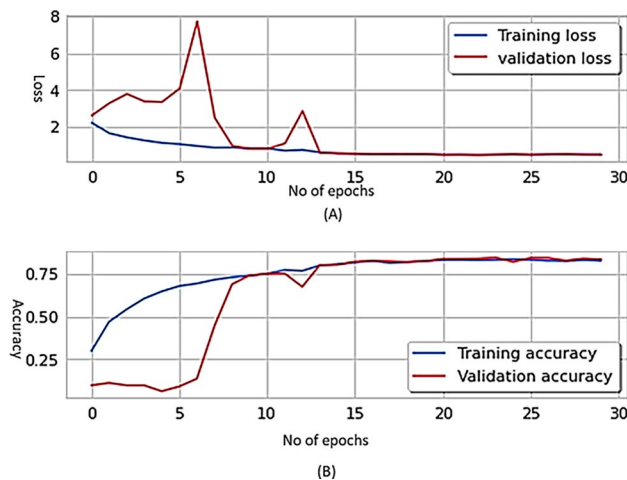 8
6
4
2
Loss
Training loss
validation loss
0 5 10 15 20 25 30
No of epochs
(A)
0.75
0.50
0.25
Accuracy
Training accuracy
Validation accuracy
0 5 10 15 20 25 30
No of epochs
(B)